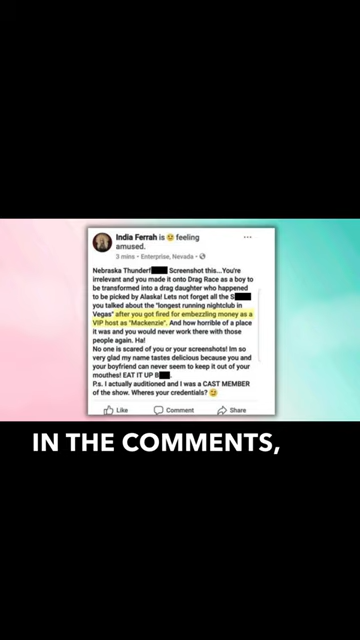 India Ferrah is 😆 feeling
amused.
3 mins • Enterprise, Nevada •
Nebraska Thunderf Screenshot this...You're
irrelevant and you made it onto Drag Race as a boy to
be transformed into a drag daughter who happened
to be picked by Alaska! Lets not forget all the S
you talked about the "longest running nightclub in
Vegas" after you got fired for embezzling money as a
VIP host as "Mackenzie". And how horrible of a place
it was and you would never work there with those
people again. Ha!
No one is scared of you or your screenshots! Im so
very glad my name tastes delicious because you and
your boyfriend can never seem to keep it out of your
mouthes! EAT IT UP B .
P.s. I actually auditioned and I was a CAST MEMBER
of the show. Wheres your credentials?
Like Comment Share
IN THE COMMENTS,